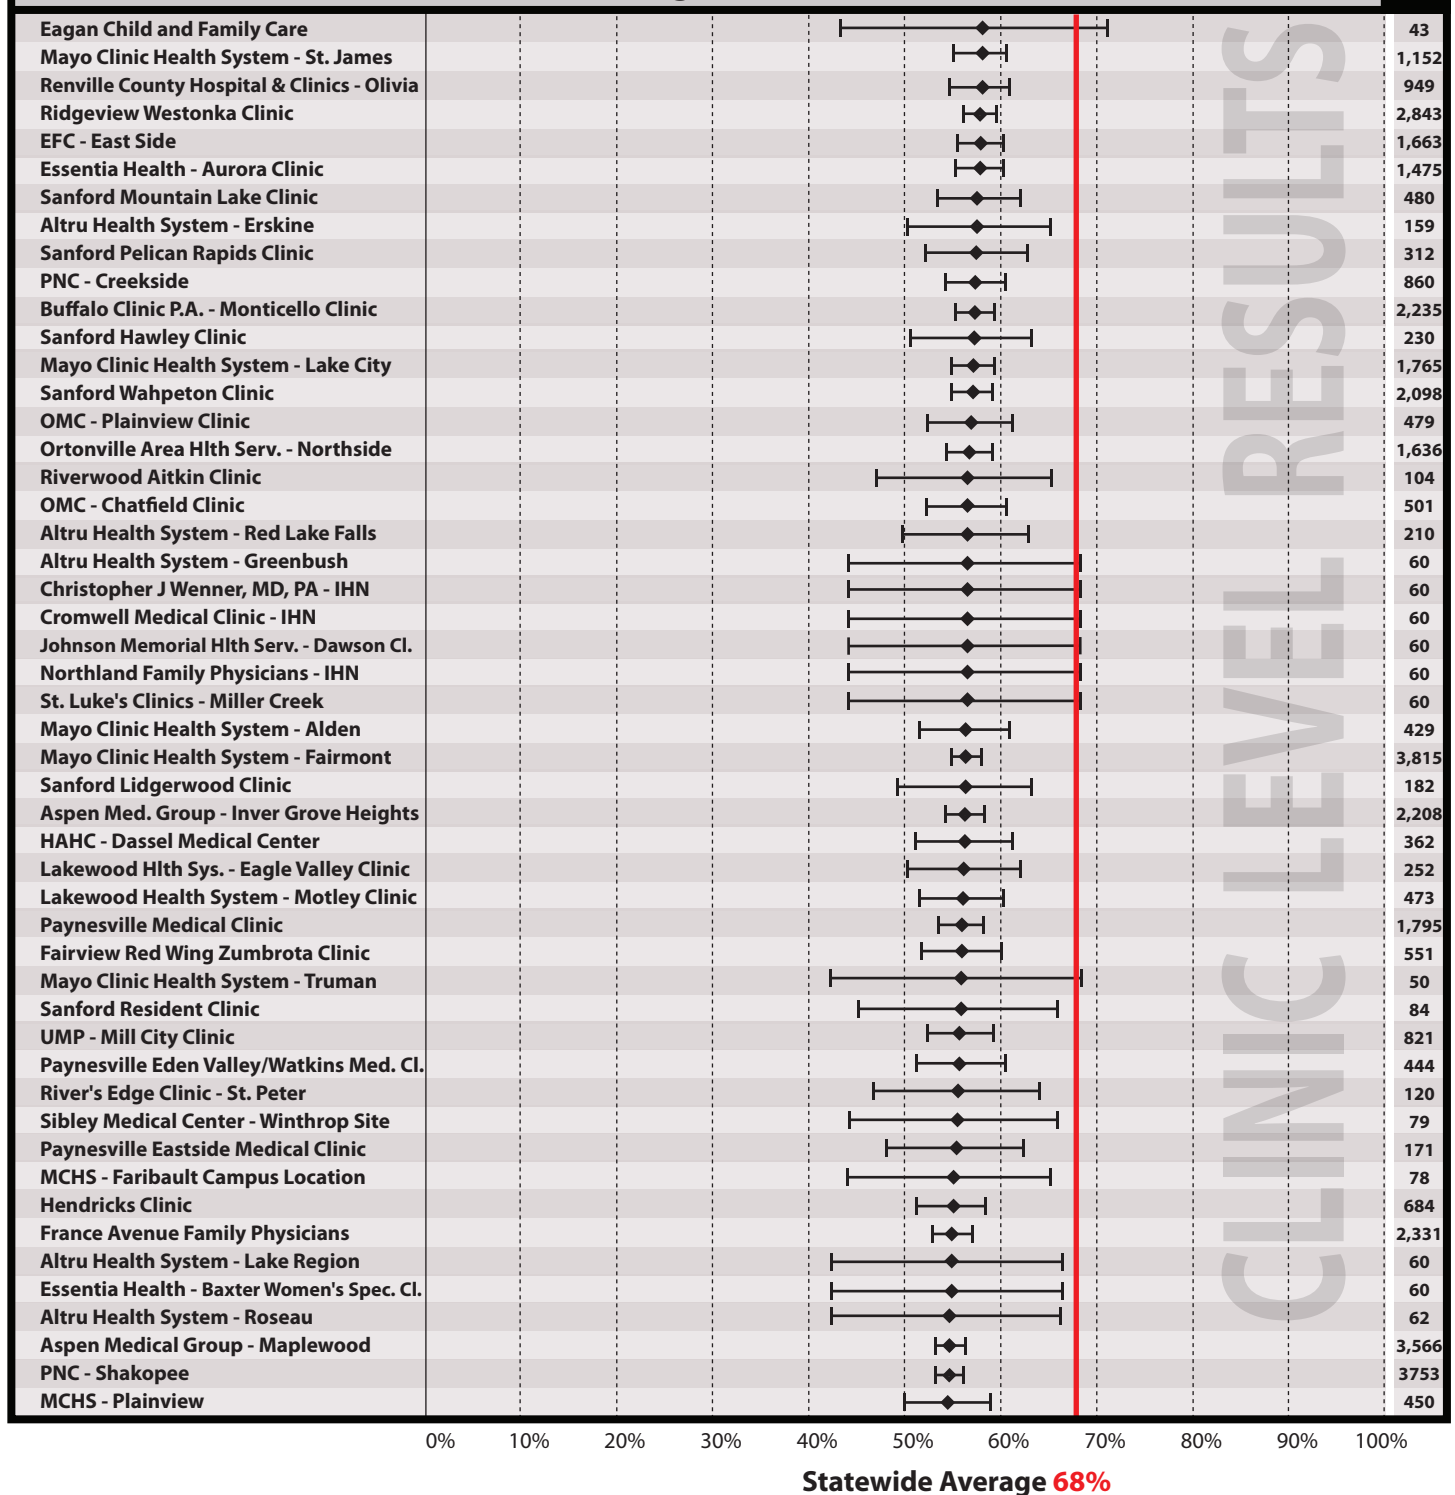 Eagan Child and Family Care 43
Mayo Clinic Health System - St. James 1,152
Renville County Hospital & Clinics - Olivia 949
Ridgeview Westonka Clinic 2,843
EFC - East Side 1,663
Essentia Health - Aurora Clinic 1,475
Sanford Mountain Lake Clinic 480
Altru Health System - Erskine 159
Sanford Pelican Rapids Clinic 312
PNC - Creekside 860
Buffalo Clinic P.A. - Monticello Clinic 2,235
Sanford Hawley Clinic 230
Mayo Clinic Health System - Lake City 1,765
Sanford Wahpeton Clinic 2,098
OMC - Plainview Clinic 479
Ortonville Area Hlth Serv. - Northside 1,636
Riverwood Aitkin Clinic 104
OMC - Chatfield Clinic 501
Altru Health System - Red Lake Falls 210
Altru Health System - Greenbush 60
Christopher J Wenner, MD, PA - IHN 60
Cromwell Medical Clinic - IHN 60
Johnson Memorial Hlth Serv. - Dawson Cl. 60
Northland Family Physicians - IHN 60
St. Luke's Clinics - Miller Creek 60
Mayo Clinic Health System - Alden 429
Mayo Clinic Health System - Fairmont 3,815
Sanford Lidgerwood Clinic 182
Aspen Med. Group - Inver Grove Heights 2,208
HAHC - Dassel Medical Center 362
Lakewood Hlth Sys. - Eagle Valley Clinic 252
Lakewood Health System - Motley Clinic 473
Paynesville Medical Clinic 1,795
Fairview Red Wing Zumbrota Clinic 551
Mayo Clinic Health System - Truman 50
Sanford Resident Clinic 84
UMP - Mill City Clinic 821
Paynesville Eden Valley/Watkins Med. Cl. 444
River's Edge Clinic - St. Peter 120
Sibley Medical Center - Winthrop Site 79
Paynesville Eastside Medical Clinic 171
MCHS - Faribault Campus Location 78
Hendricks Clinic 684
France Avenue Family Physicians 2,331
Altru Health System - Lake Region 60
Essentia Health - Baxter Women's Spec. Cl. 60
Altru Health System - Roseau 62
Aspen Medical Group - Maplewood 3,566
PNC - Shakopee 3753
MCHS - Plainview 450
CLINIC LEVEL RESULTS
0% 10% 20% 30% 40% 50% 60% 70% 80% 90% 100%
Statewide Average 68%